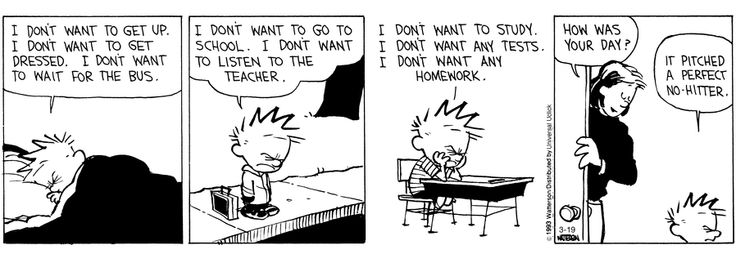 I DON'T WANT TO GET UP.
I DON'T WANT TO GET
DRESSED. I DON'T WANT
TO WAIT FOR THE BUS.
I DON'T WANT TO GO TO
SCHOOL. I DON'T WANT
TO LISTEN TO THE
TEACHER.
I DON'T WANT TO STUDY.
I DON'T WANT ANY TESTS.
I DON'T WANT ANY
HOMEWORK.
© 1993 Watterson/Distributed by Universal Uclick
HOW WAS
YOUR DAY?
IT PITCHED
A PERFECT
NO-HITTER.
3-19
WATTERSON